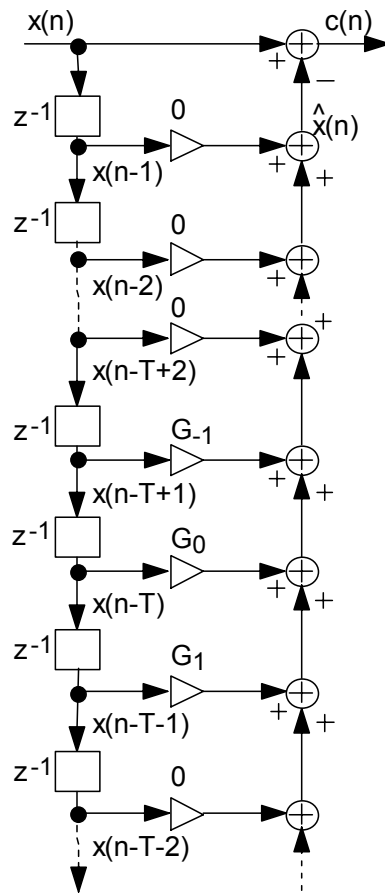 x(n) c(n)
+
−
z-1 0 x̂(n)
x(n-1) + +
z-1 0
x(n-2) + +
0 +
x(n-T+2) +
z-1 G-1
x(n-T+1) + +
z-1 G0
x(n-T) + +
z-1 G1
x(n-T-1) + +
z-1 0
x(n-T-2) +